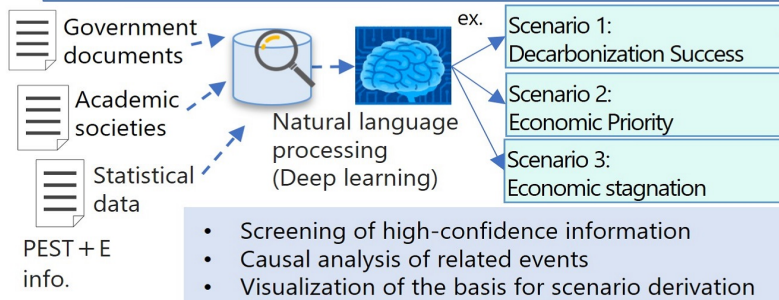 Government
documents
Academic
societies
Statistical
data
PEST+E
info.
Natural language
processing
(Deep learning)
ex.
Scenario 1:
Decarbonization Success
Scenario 2:
Economic Priority
Scenario 3:
Economic stagnation
• Screening of high-confidence information
• Causal analysis of related events
• Visualization of the basis for scenario derivation